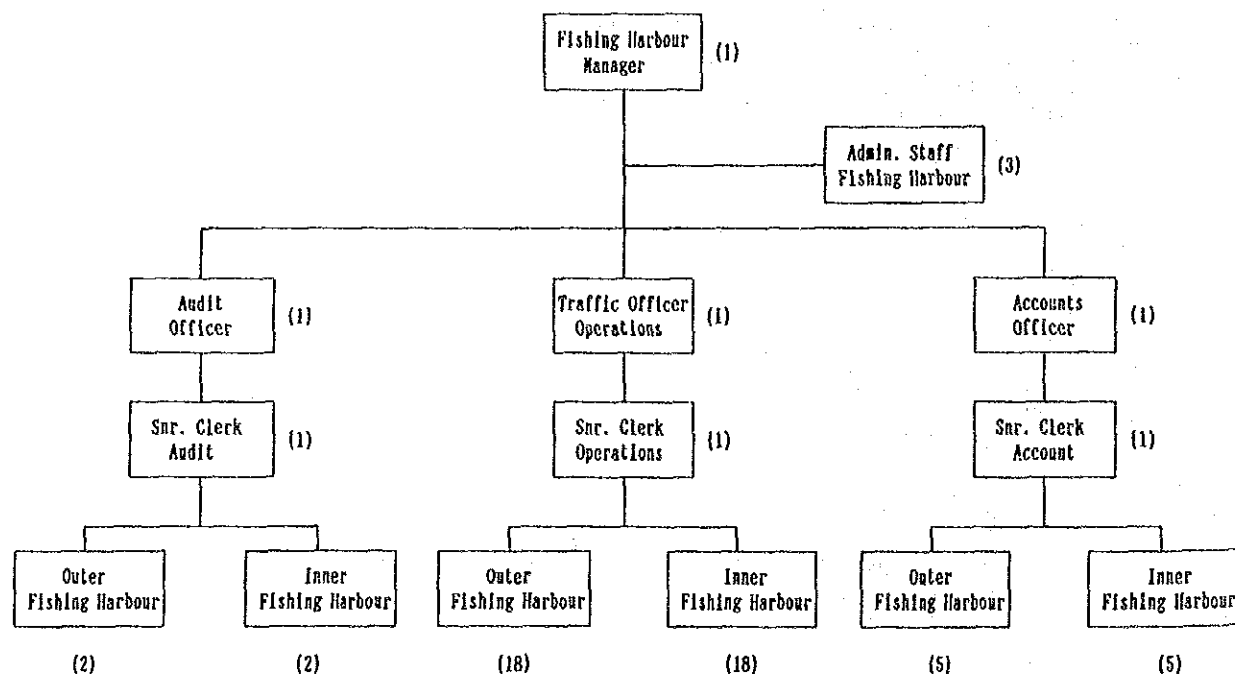 Fishing Harbour
Manager
(1)
Admin. Staff
Fishing Harbour
(3)
Audit
Officer
(1)
Traffic Officer
Operations
(1)
Accounts
Officer
(1)
Snr. Clerk
Audit
(1)
Snr. Clerk
Operations
(1)
Snr. Clerk
Account
(1)
Outer
Fishing Harbour
Inner
Fishing Harbour
Outer
Fishing Harbour
Inner
Fishing Harbour
Outer
Fishing Harbour
Inner
Fishing Harbour
(2)
(2)
(18)
(18)
(5)
(5)